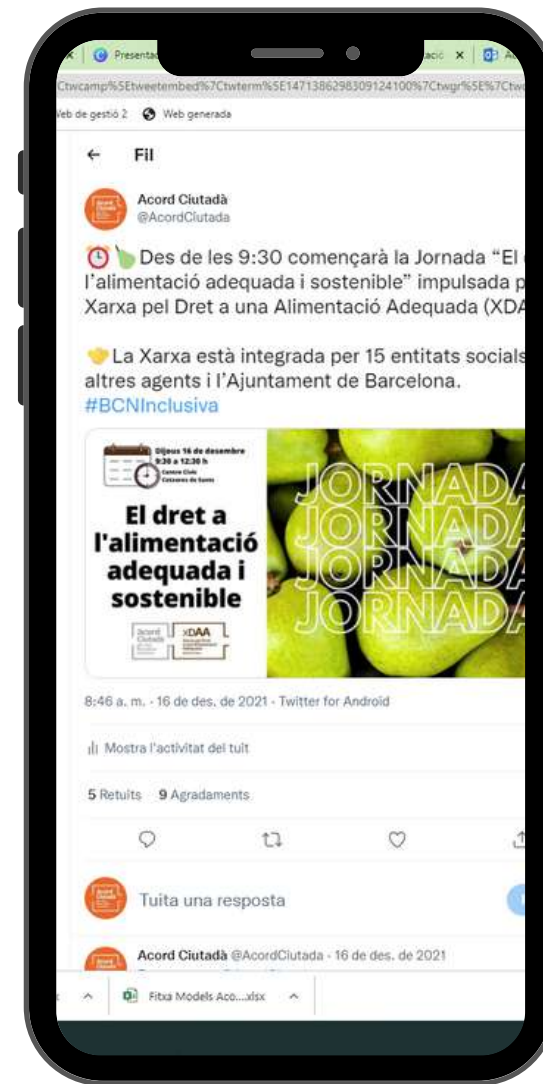 Presentac
acic
Ctwcamp%5Etweetembed%7Ctwterm%5E1471386298309124100%7Ctwgr%5E%7Ctwc
Web de gestió 2 Web generada
Fil
Acord Ciutadà
@AcordCiutada
Des de les 9:30 començarà la Jornada “El
l’alimentació adequada i sostenible” impulsada p
Xarxa pel Dret a una Alimentació Adequada (XDA
La Xarxa està integrada per 15 entitats socials
altres agents i l’Ajuntament de Barcelona.
#BCNInclusiva
Dijous 16 de desembre
9:30 a 12:30 h
Centre Cívic
Cotxeres de Sants
El dret a
l'alimentació
adequada i
sostenible
acord
Ciutadà
xDAA
JORNADA
JORNADA
JORNADA
JORNADA
8:46 a. m. · 16 de des. de 2021 · Twitter for Android
Mostra l’activitat del tuit
5 Retuits 9 Agradaments
Tuita una resposta
Acord Ciutadà @AcordCiutada · 16 de des. de 2021
Fitxa Models Aco....xlsx